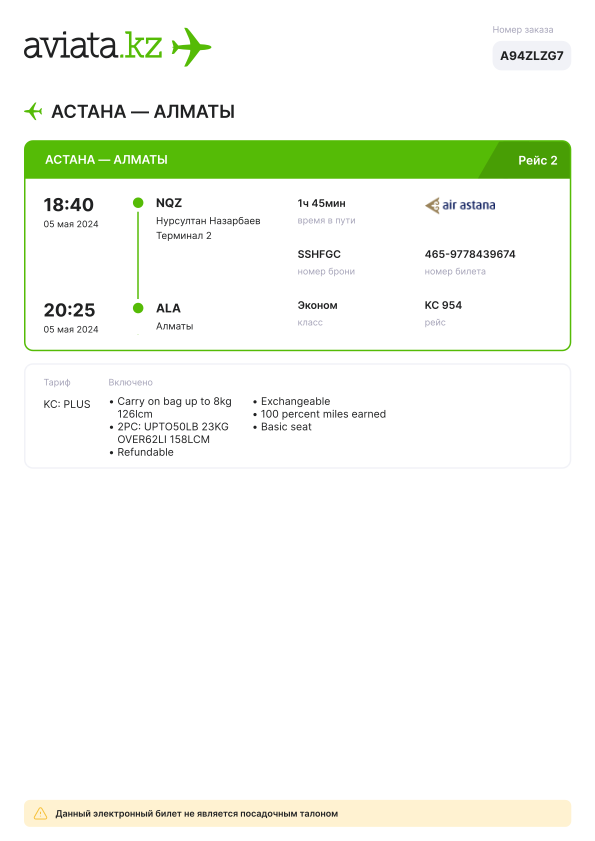 aviata.kz
Номер заказа
A94ZLZG7
АСТАНА — АЛМАТЫ
АСТАНА — АЛМАТЫ
Рейс 2
18:40
05 мая 2024
NQZ
Нурсултан Назарбаев
Терминал 2
1ч 45мин
время в пути
air astana
SSHFGC
номер брони
465-9778439674
номер билета
20:25
05 мая 2024
ALA
Алматы
Эконом
класс
KC 954
рейс
Тариф
Включено
KC: PLUS
• Carry on bag up to 8kg
126lcm
• 2PC: UPTO50LB 23KG
OVER62LI 158LCM
• Refundable
• Exchangeable
• 100 percent miles earned
• Basic seat
Данный электронный билет не является посадочным талоном